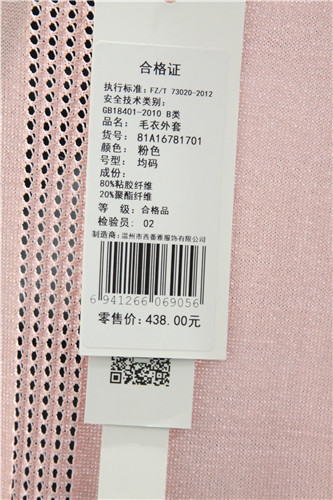 合格证
执行标准: FZ/T 73020-2012
安全技术类别:
GB18401-2010 B类
品名: 毛衣外套
货号: 81A16781701
颜色: 粉色
号型: 均码
成份:
80%粘胶纤维
20%聚酯纤维
等 级: 合格品
检验员: 02
制造商: 温州市西蕃雅服饰有限公司
6 941266 069056
零售价: 438.00元